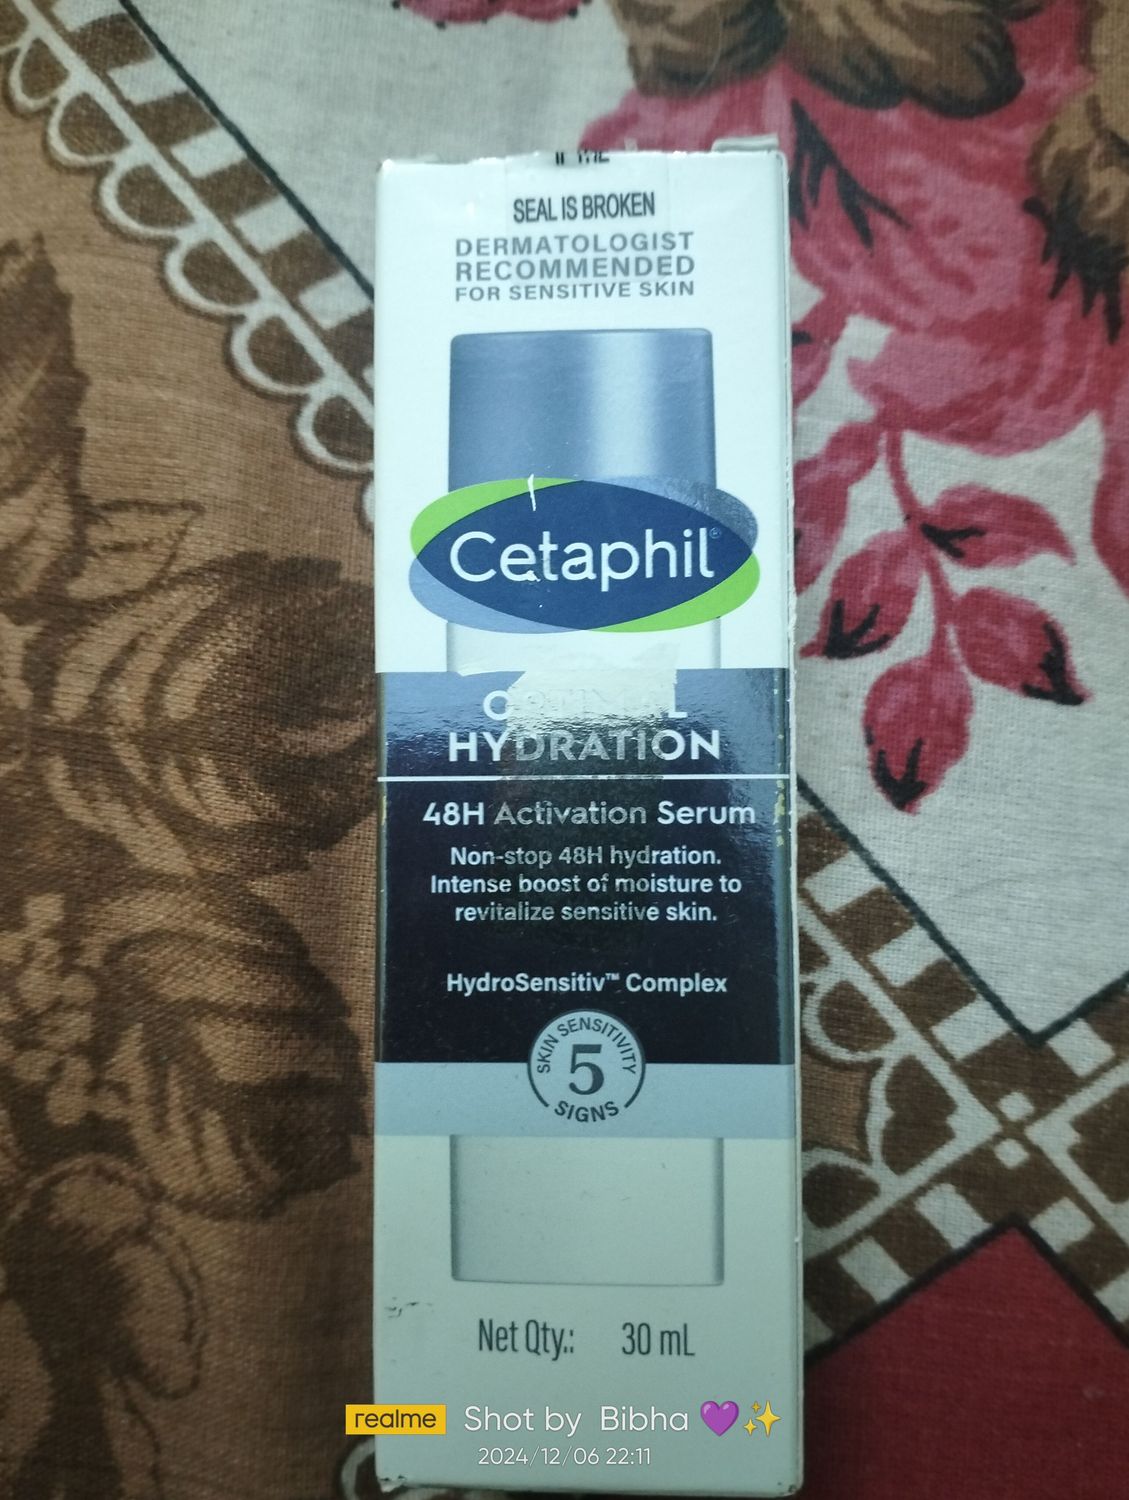 SEAL IS BROKEN
DERMATOLOGIST
RECOMMENDED
FOR SENSITIVE SKIN
Cetaphil®
OPTIMAL
HYDRATION
48H Activation Serum
Non-stop 48H hydration.
Intense boost of moisture to
revitalize sensitive skin.
HydroSensitiv™ Complex
SKIN SENSITIVITY
5
SIGNS
Net Qty.: 30 mL
realme Shot by Bibha 💜✨
2024/12/06 22:11